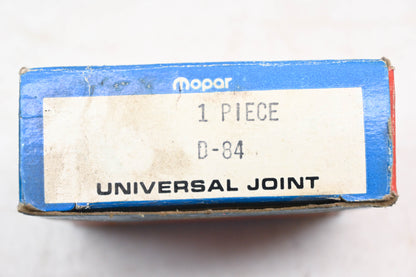 mopar
1 PIECE
D-84
UNIVERSAL JOINT